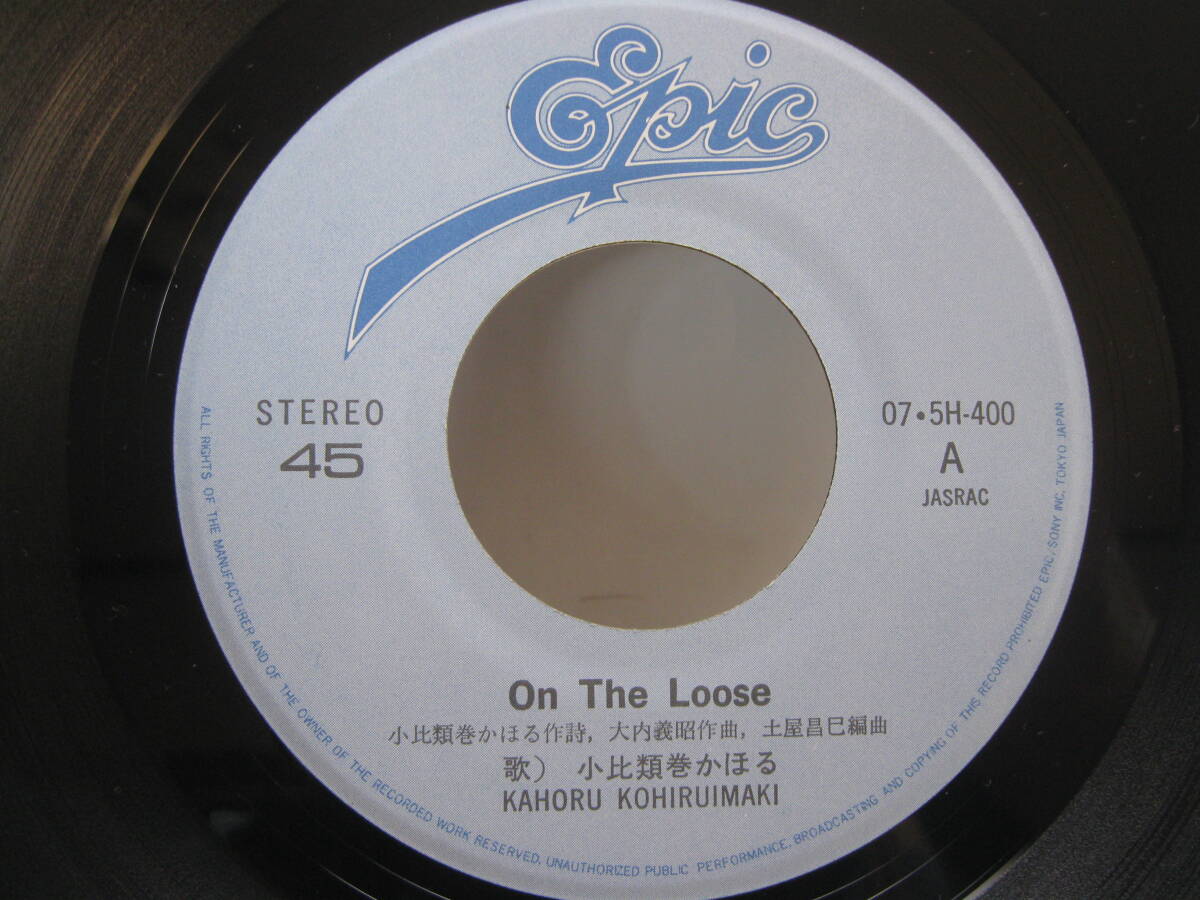 Epic
STEREO
45
07・5H-400
A
JASRAC
On The Loose
小比類巻かほる作詩, 大内義昭作曲, 土屋昌巳編曲
歌） 小比類巻かほる
KAHORU KOHIRUIMAKI
ALL RIGHTS OF THE MANUFACTURER AND OF THE OWNER OF THE RECORDED WORK RESERVED. UNAUTHORIZED PUBLIC PERFORMANCE, BROADCASTING AND COPYING OF THIS RECORD PROHIBITED EPIC/SONY INC. TOKYO JAPAN